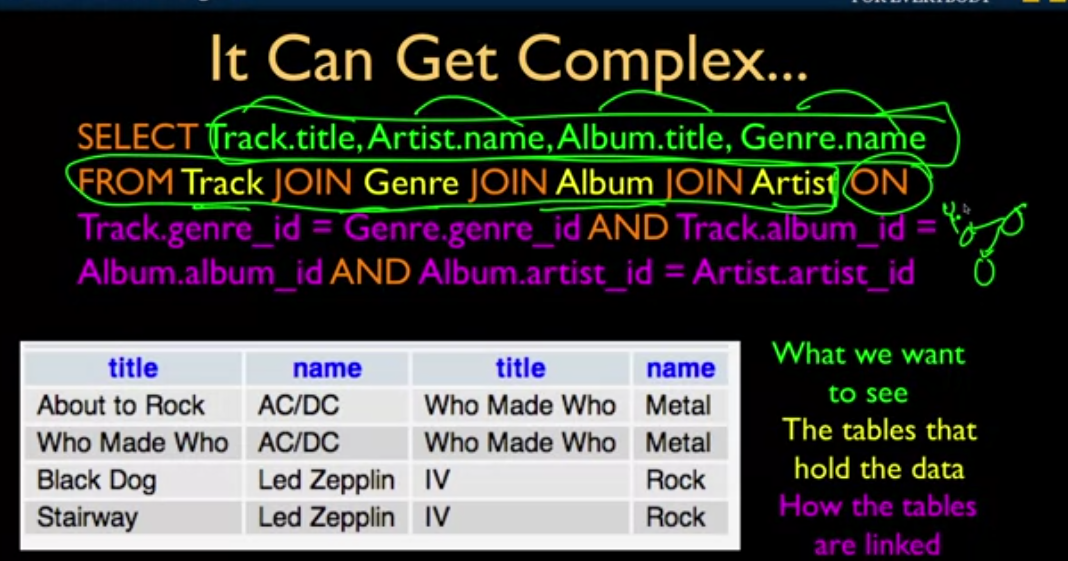 FOR EVERYBODY
It Can Get Complex...
SELECT Track.title, Artist.name, Album.title, Genre.name
FROM Track JOIN Genre JOIN Album JOIN Artist ON
Track.genre_id = Genre.genre_id AND Track.album_id =
Album.album_id AND Album.artist_id = Artist.artist_id
title name title name
About to Rock AC/DC Who Made Who Metal
Who Made Who AC/DC Who Made Who Metal
Black Dog Led Zepplin IV Rock
Stairway Led Zepplin IV Rock
What we want
to see
The tables that
hold the data
How the tables
are linked